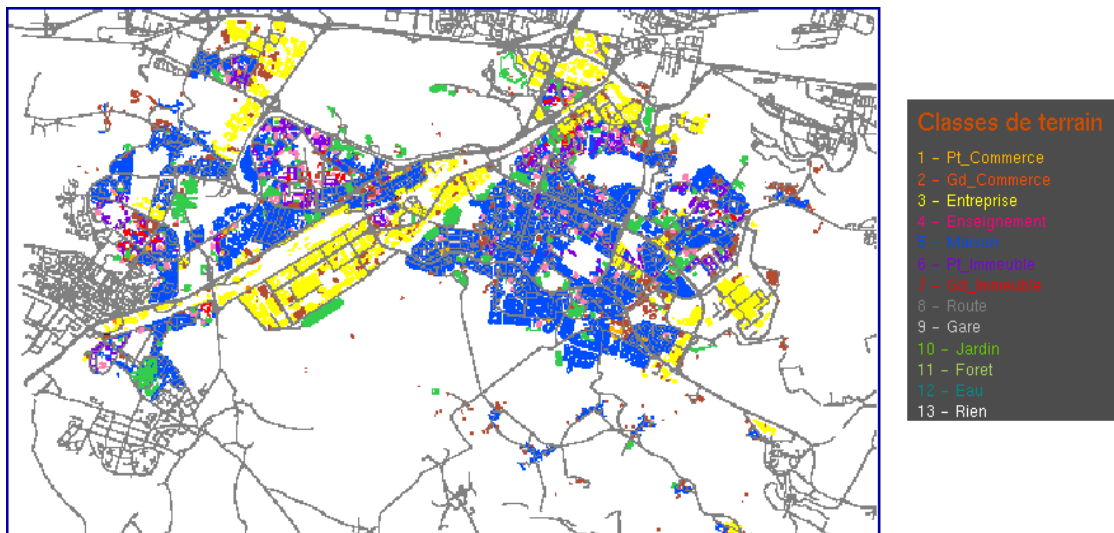 Classes de terrain
1 - Pt_Commerce
2 - Gd_Commerce
3 - Entreprise
4 - Enseignement
5 - Maison
6 - Pt_Immeuble
7 - Gd_Immeuble
8 - Route
9 - Gare
10 - Jardin
11 - Foret
12 - Eau
13 - Rien